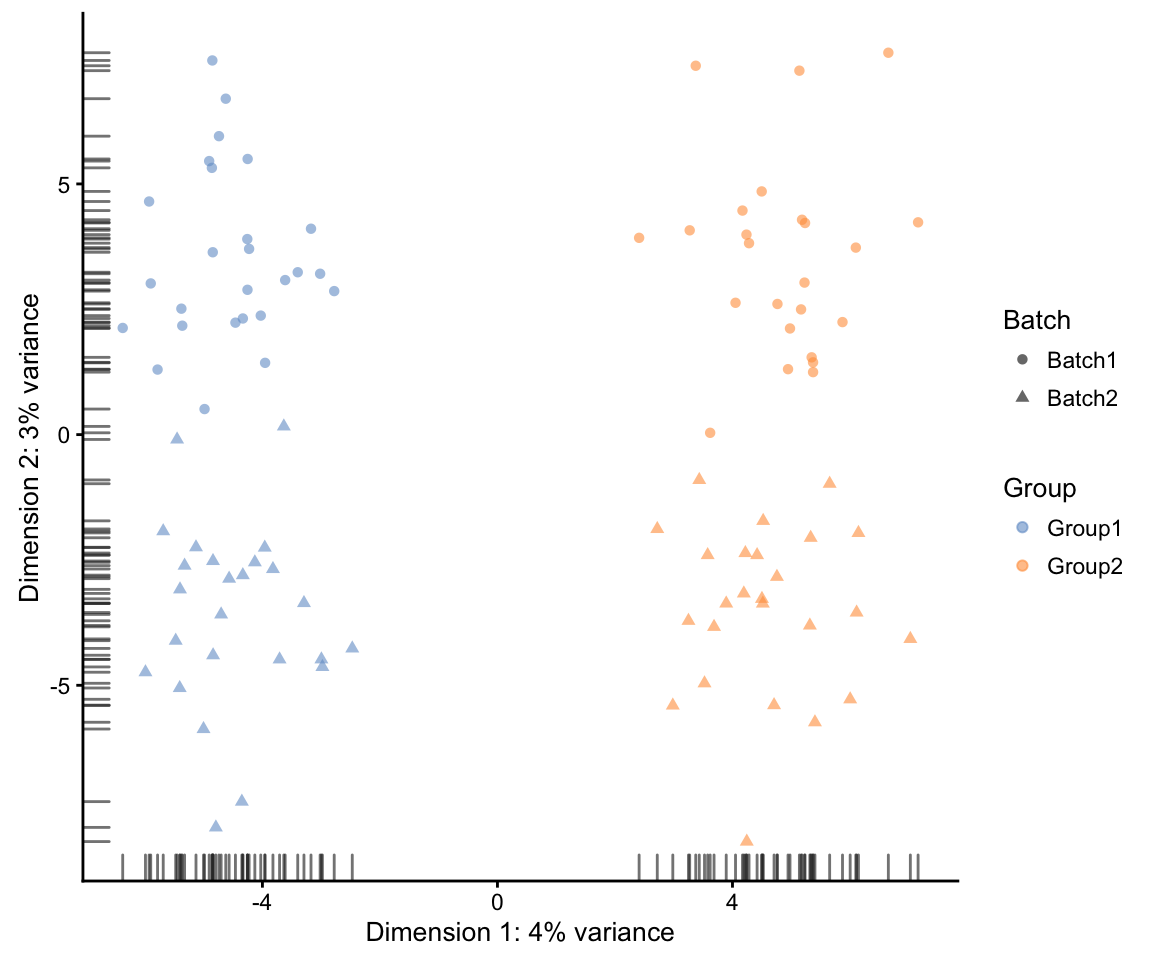 Dimension 2: 3% variance
5
0
-5
-4
0
4
Dimension 1: 4% variance
Batch
Batch1
Batch2
Group
Group1
Group2